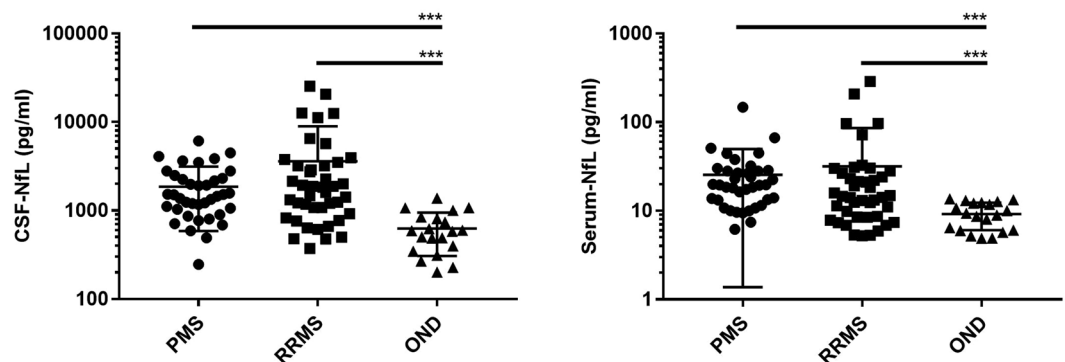 ***
***
100000
10000
1000
100
CSF-NfL (pg/ml)
PMS
RRMS
OND
***
***
1000
100
10
1
Serum-NfL (pg/ml)
PMS
RRMS
OND